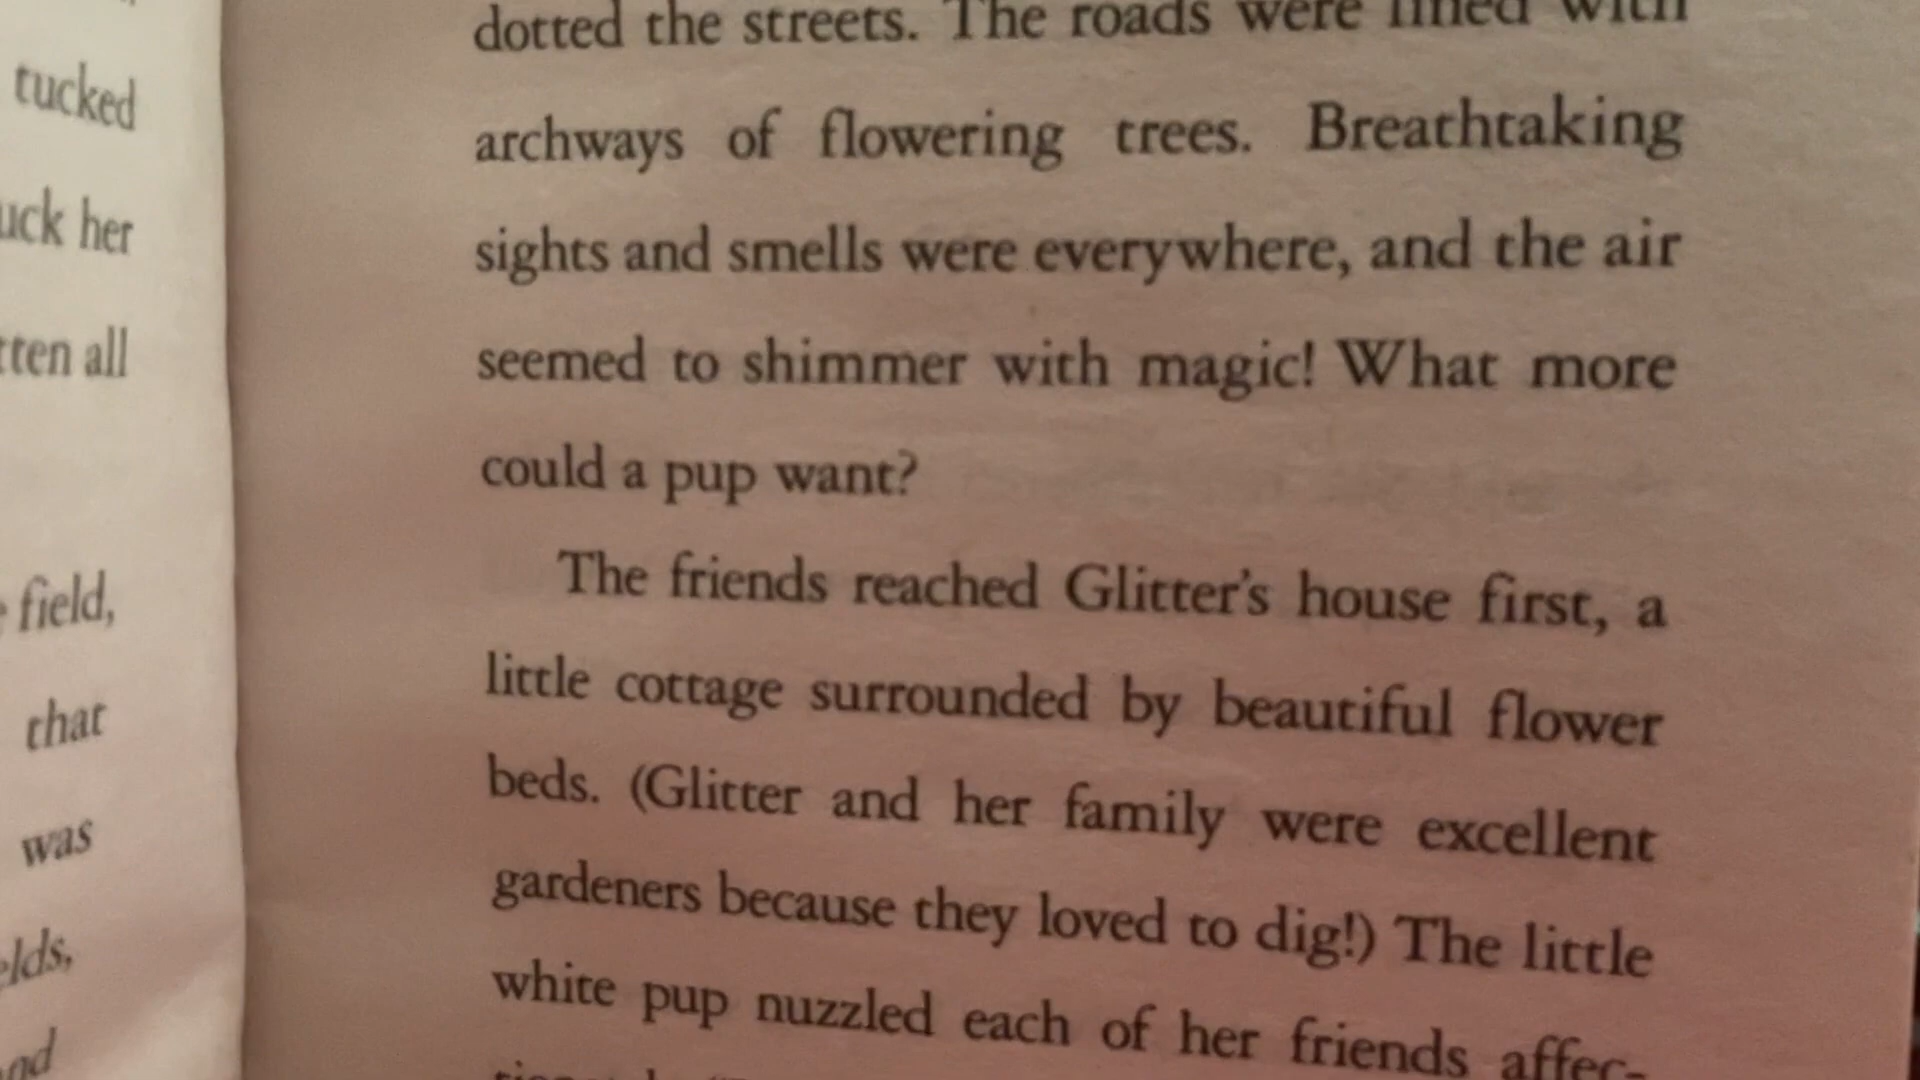 tucked
her
all
field,
that
was
dotted the streets. The roads were lined with
archways of flowering trees. Breathtaking
sights and smells were everywhere, and the air
seemed to shimmer with magic! What more
could a pup want?
The friends reached Glitter's house first, a
little cottage surrounded by beautiful flower
beds. (Glitter and her family were excellent
gardeners because they loved to dig!) The little
white pup nuzzled each of her friends affec-